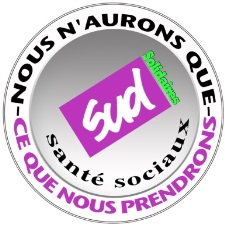 -NOUS N'AURONS QUE-
Solidaires
Sud
santé sociaux
CE QUE NOUS PRENDRONS